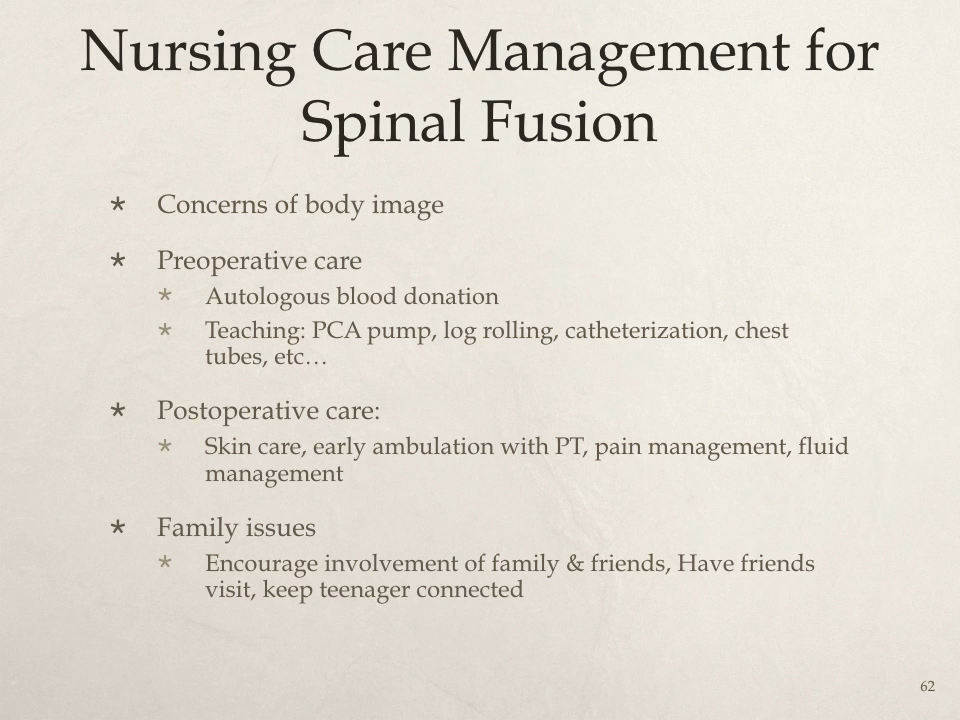 Nursing Care Management for
Spinal Fusion
* Concerns of body image
* Preoperative care
* Autologous blood donation
* Teaching: PCA pump, log rolling, catheterization, chest
tubes, etc…
* Postoperative care:
* Skin care, early ambulation with PT, pain management, fluid
management
* Family issues
* Encourage involvement of family & friends, Have friends
visit, keep teenager connected
62